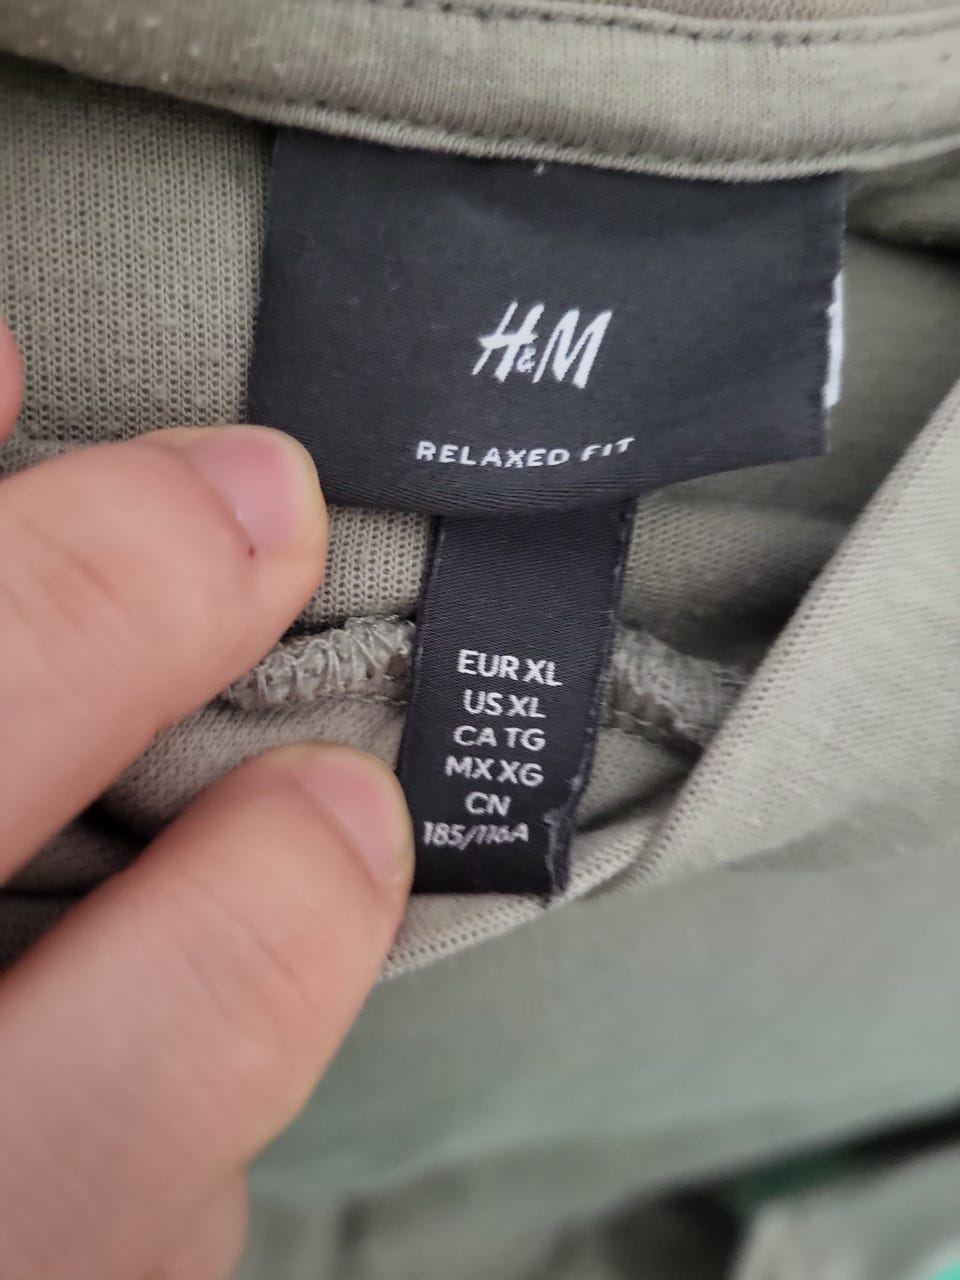 H&M
RELAXED FIT
EUR XL
US XL
CA TG
MX XG
CN
185/116A